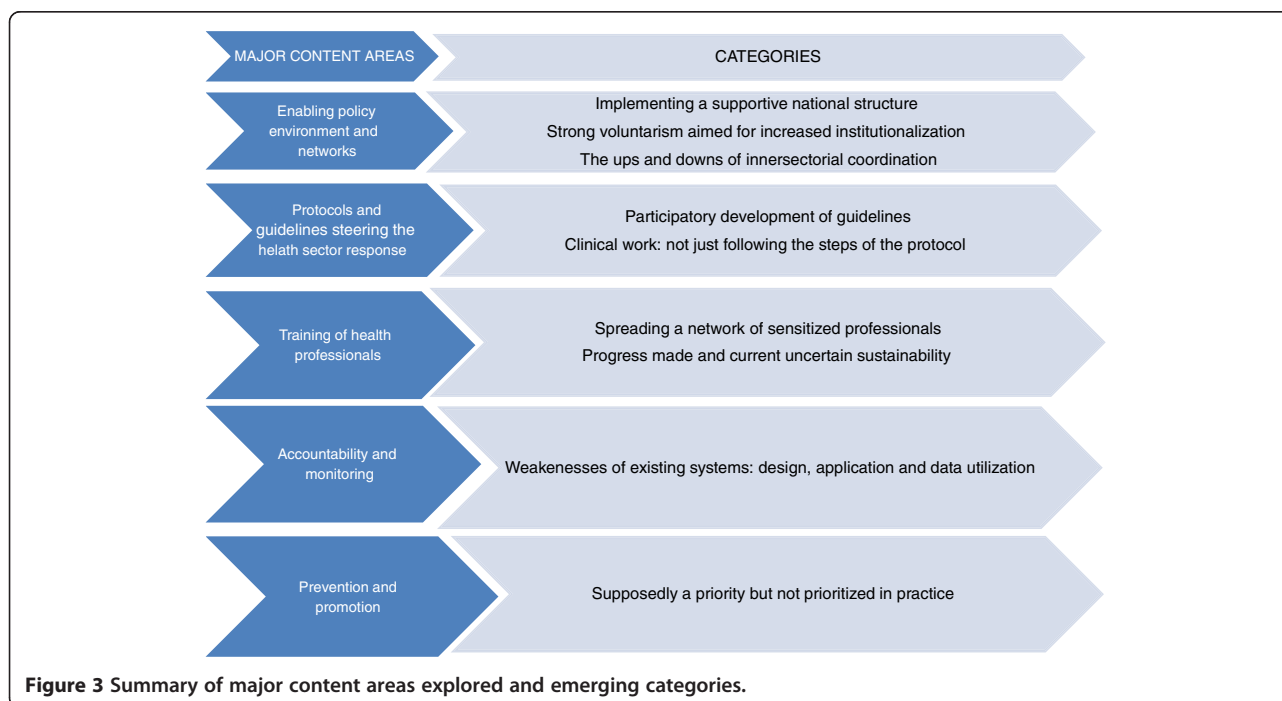 MAJOR CONTENT AREAS
CATEGORIES
Enabling policy
environment and
networks
Implementing a supportive national structure
Strong voluntarism aimed for increased institutionalization
The ups and downs of innersectorial coordination
Protocols and
guidelines steering the
helath sector response
Participatory development of guidelines
Clinical work: not just following the steps of the protocol
Training of health
professionals
Spreading a network of sensitized professionals
Progress made and current uncertain sustainability
Accountability and
monitoring
Weakenesses of existing systems: design, application and data utilization
Prevention and
promotion
Supposedly a priority but not prioritized in practice
Figure 3 Summary of major content areas explored and emerging categories.